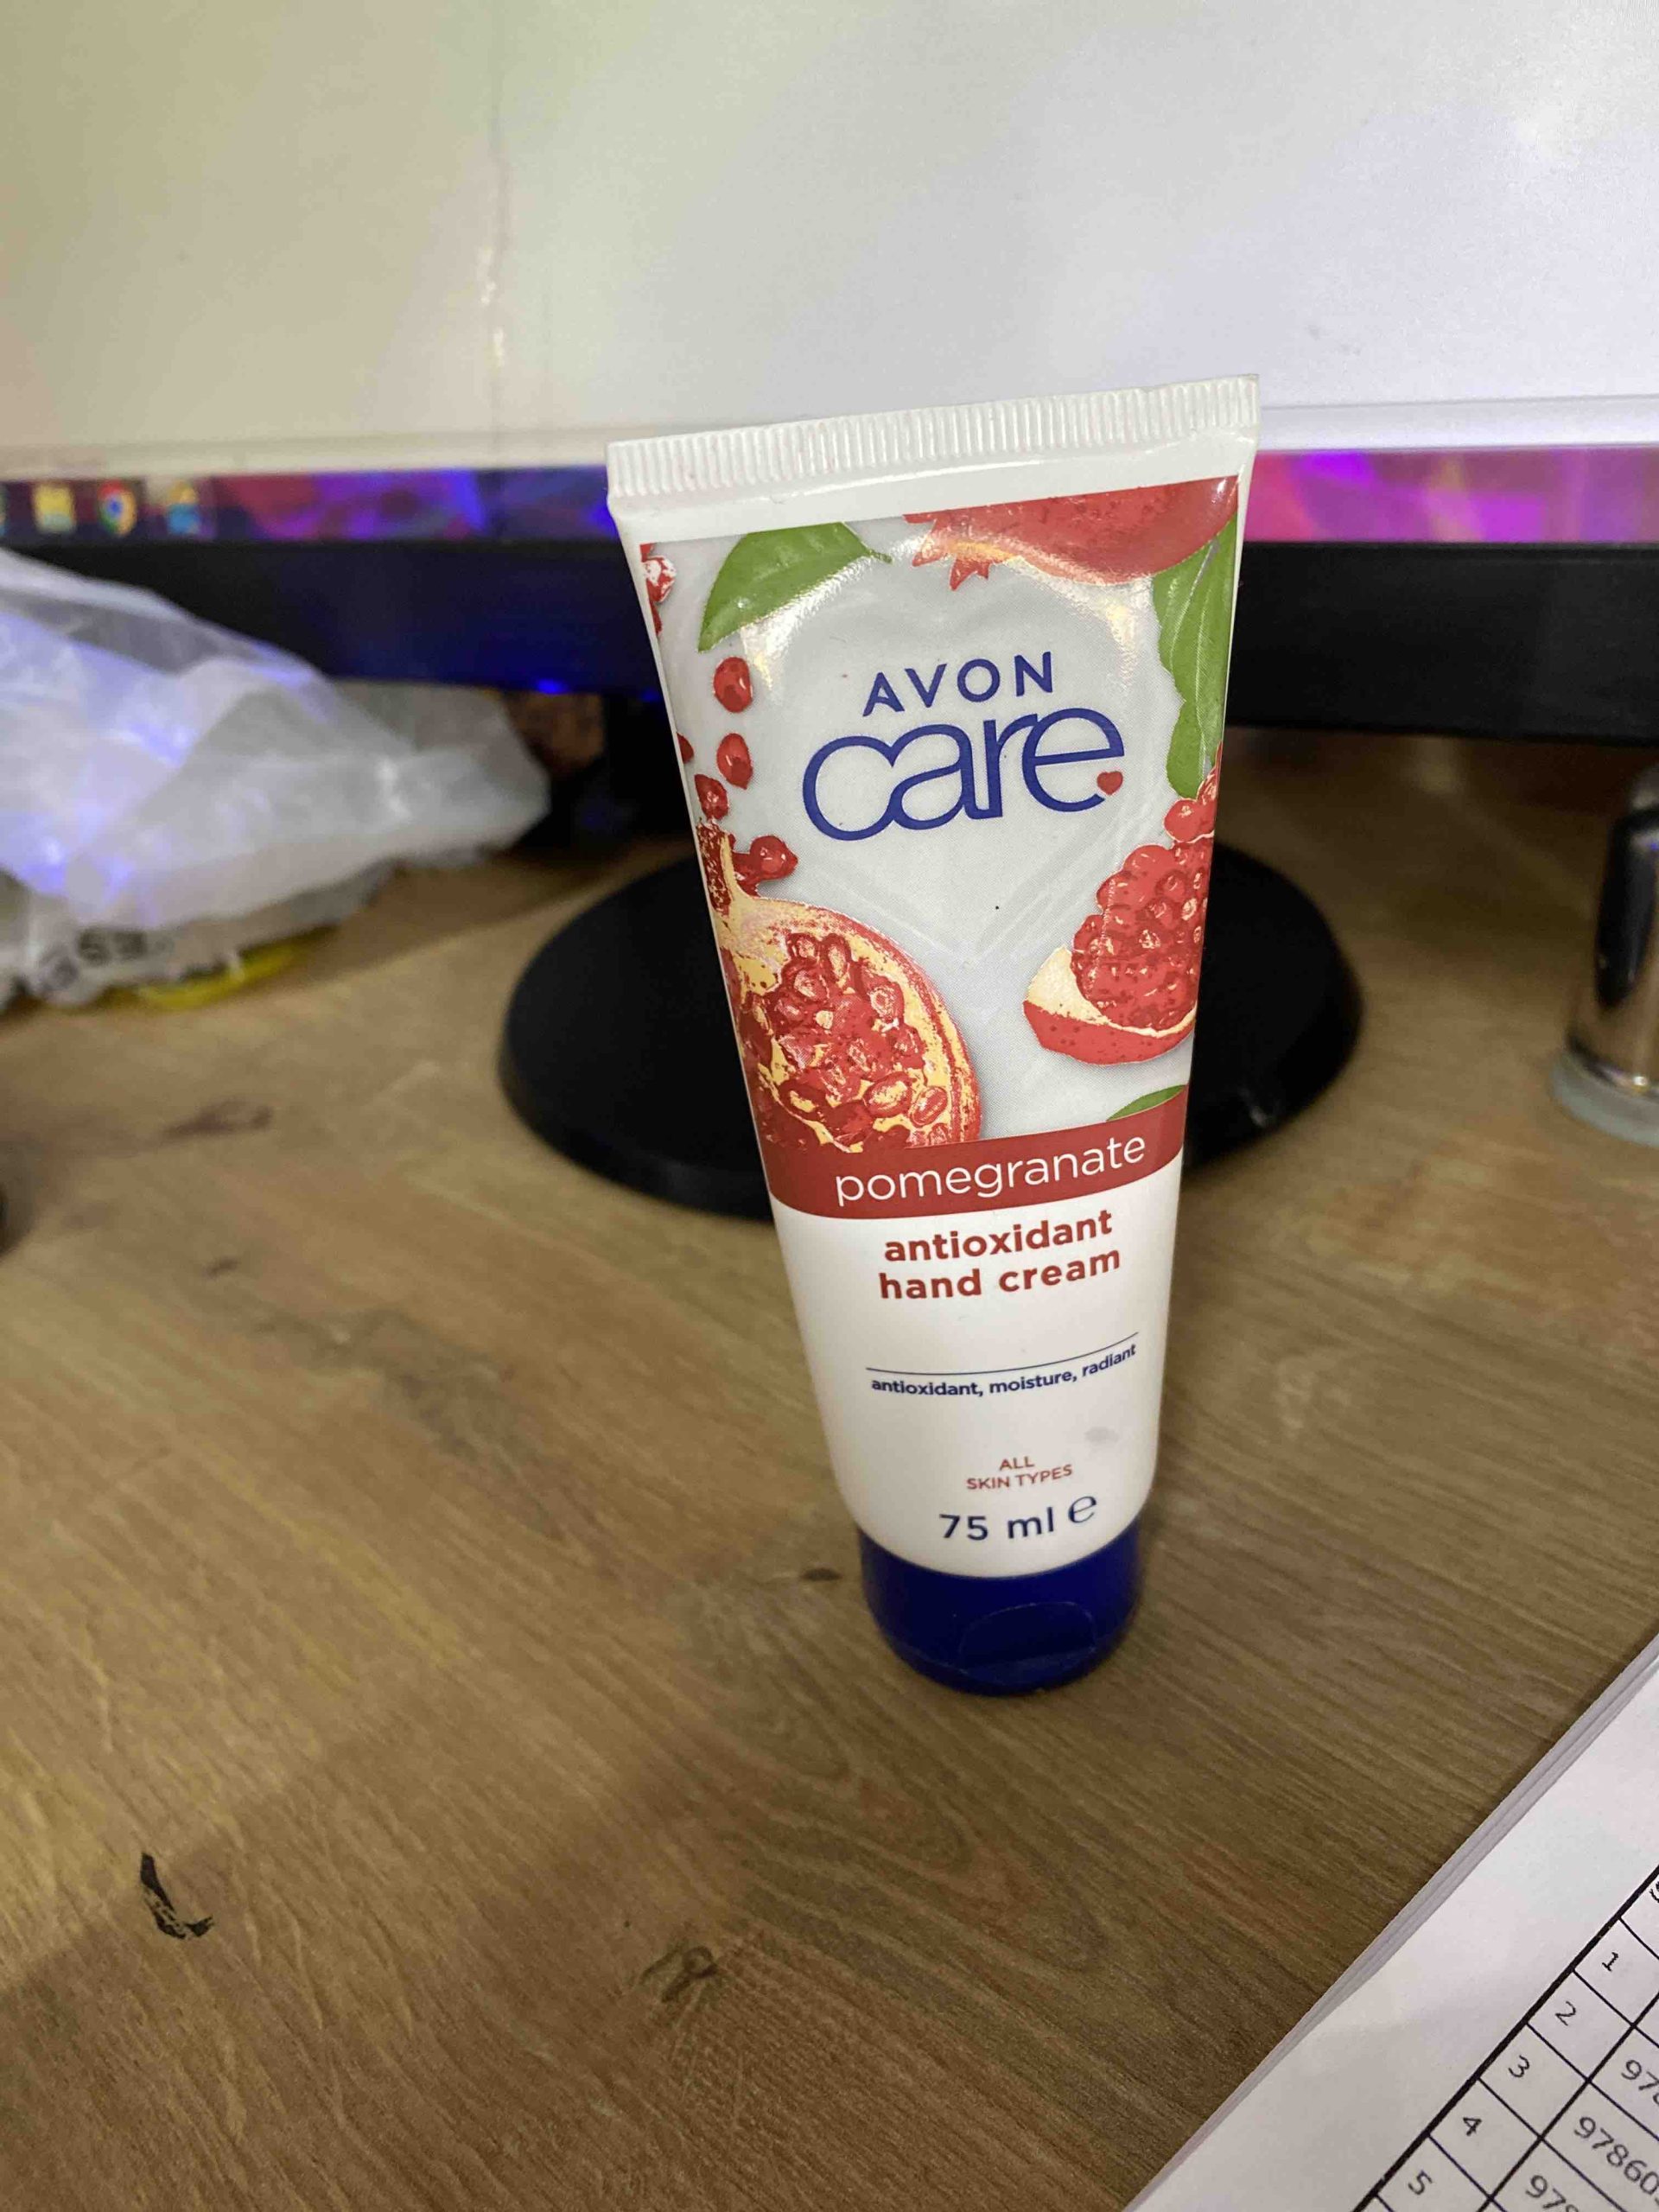 AVON
care
pomegranate
antioxidant
hand cream
antioxidant, moisture, radiant
ALL
SKIN TYPES
75 ml e
1
2
3
4
5